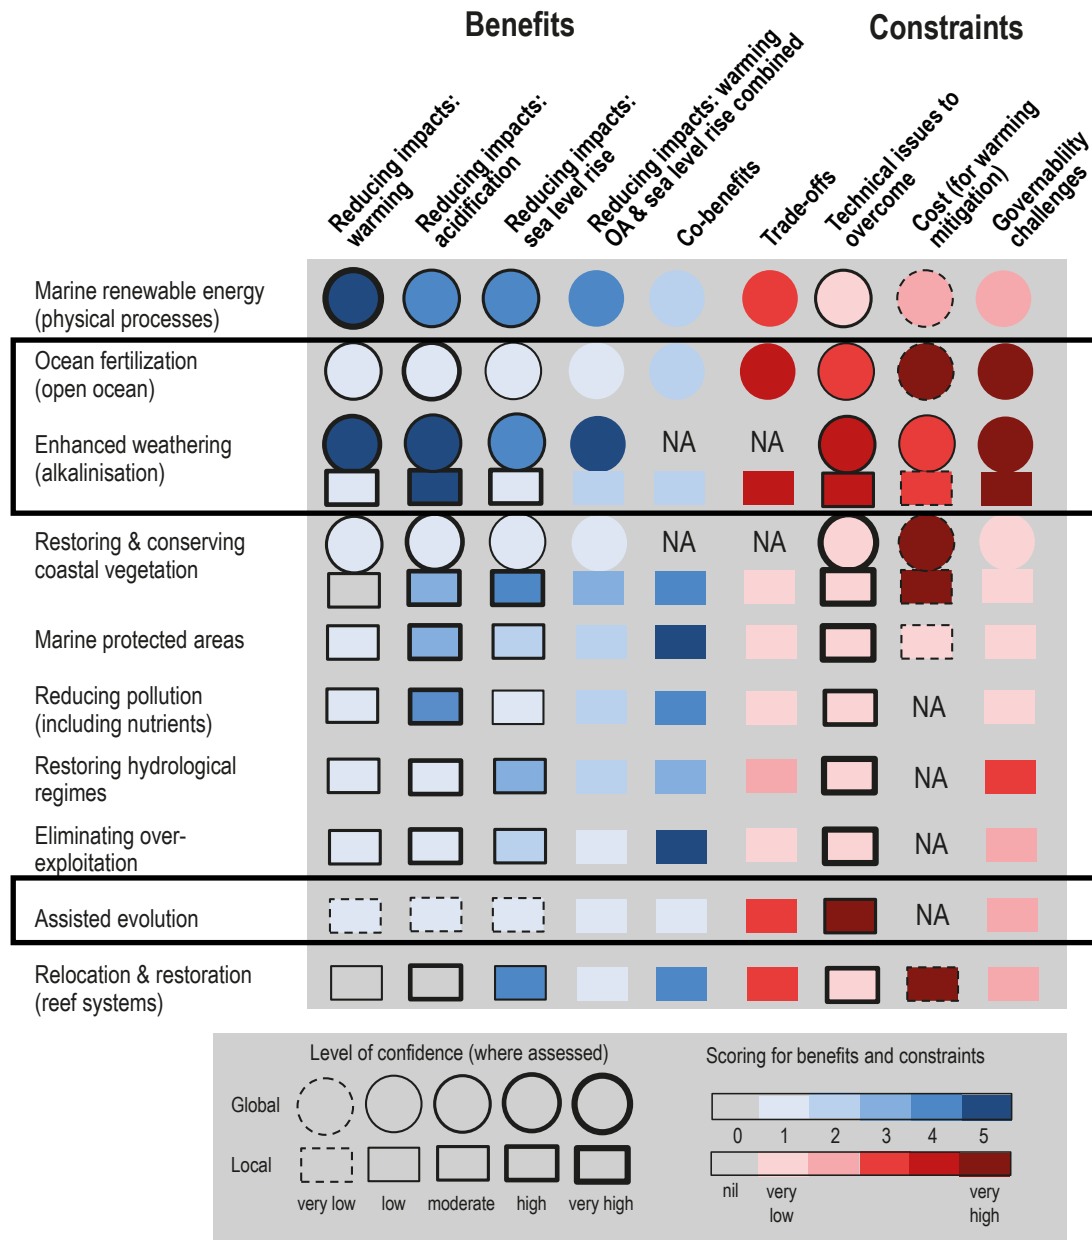 Benefits
Constraints
Reducing impacts:
warming
Reducing impacts:
acidification
Reducing impacts:
sea level rise
Reducing impacts: warming
OA & sea level rise combined
Co-benefits
Trade-offs
Technical issues to
overcome
Cost (for warming
mitigation)
Governability
challenges
Marine renewable energy
(physical processes)
Ocean fertilization
(open ocean)
Enhanced weathering
(alkalinisation)
NA
NA
Restoring & conserving
coastal vegetation
NA
NA
Marine protected areas
Reducing pollution
(including nutrients)
NA
Restoring hydrological
regimes
NA
Eliminating over-
exploitation
NA
Assisted evolution
NA
Relocation & restoration
(reef systems)
Level of confidence (where assessed)
Global
Local
very low
low
moderate
high
very high
Scoring for benefits and constraints
0 1 2 3 4 5
nil
very
low
very
high